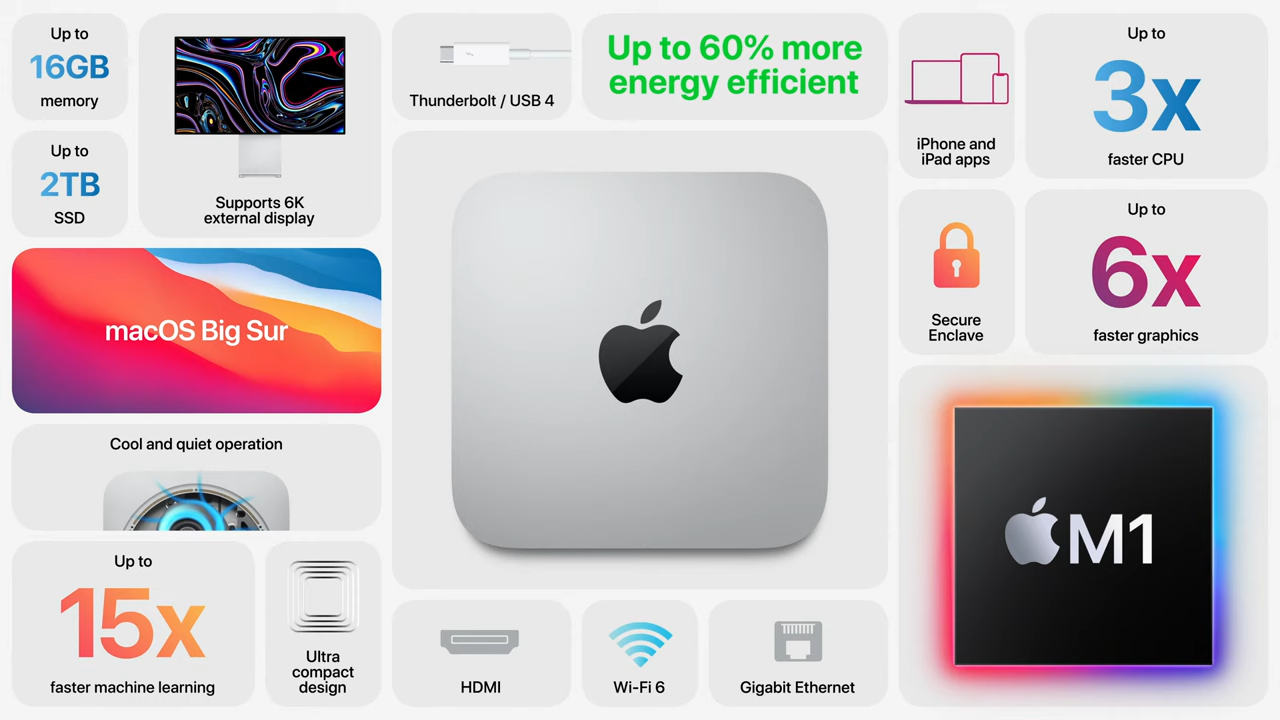 Up to
16GB
memory
Up to
2TB
SSD
Supports 6K
external display
macOS Big Sur
Cool and quiet operation
Up to
15x
faster machine learning
Ultra
compact
design
Thunderbolt / USB 4
Up to 60% more
energy efficient
HDMI
Wi-Fi 6
Gigabit Ethernet
iPhone and
iPad apps
Up to
3x
faster CPU
Secure
Enclave
Up to
6x
faster graphics
M1